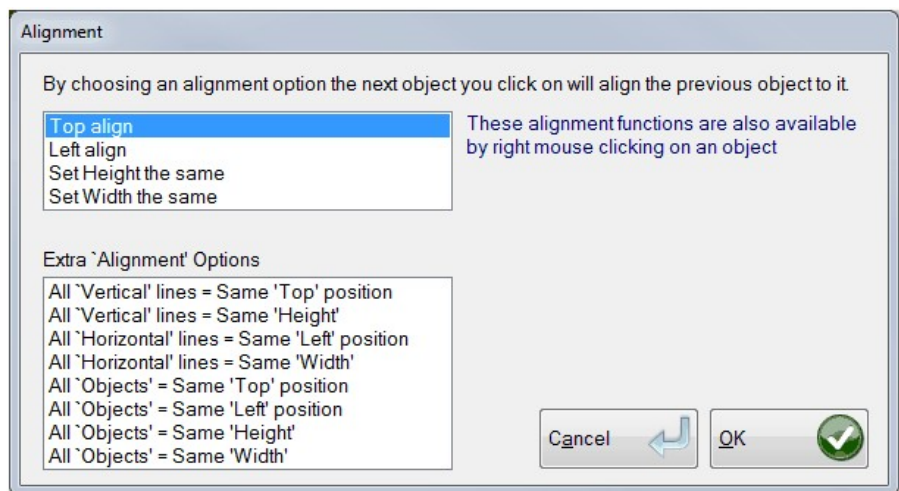 Alignment
By choosing an alignment option the next object you click on will align the previous object to it.
Top align
Left align
Set Height the same
Set Width the same
These alignment functions are also available
by right mouse clicking on an object
Extra `Alignment' Options
All `Vertical' lines = Same 'Top' position
All `Vertical' lines = Same 'Height'
All `Horizontal' lines = Same 'Left' position
All `Horizontal' lines = Same 'Width'
All `Objects' = Same 'Top' position
All `Objects' = Same 'Left' position
All `Objects' = Same 'Height'
All `Objects' = Same 'Width'
Cancel
OK